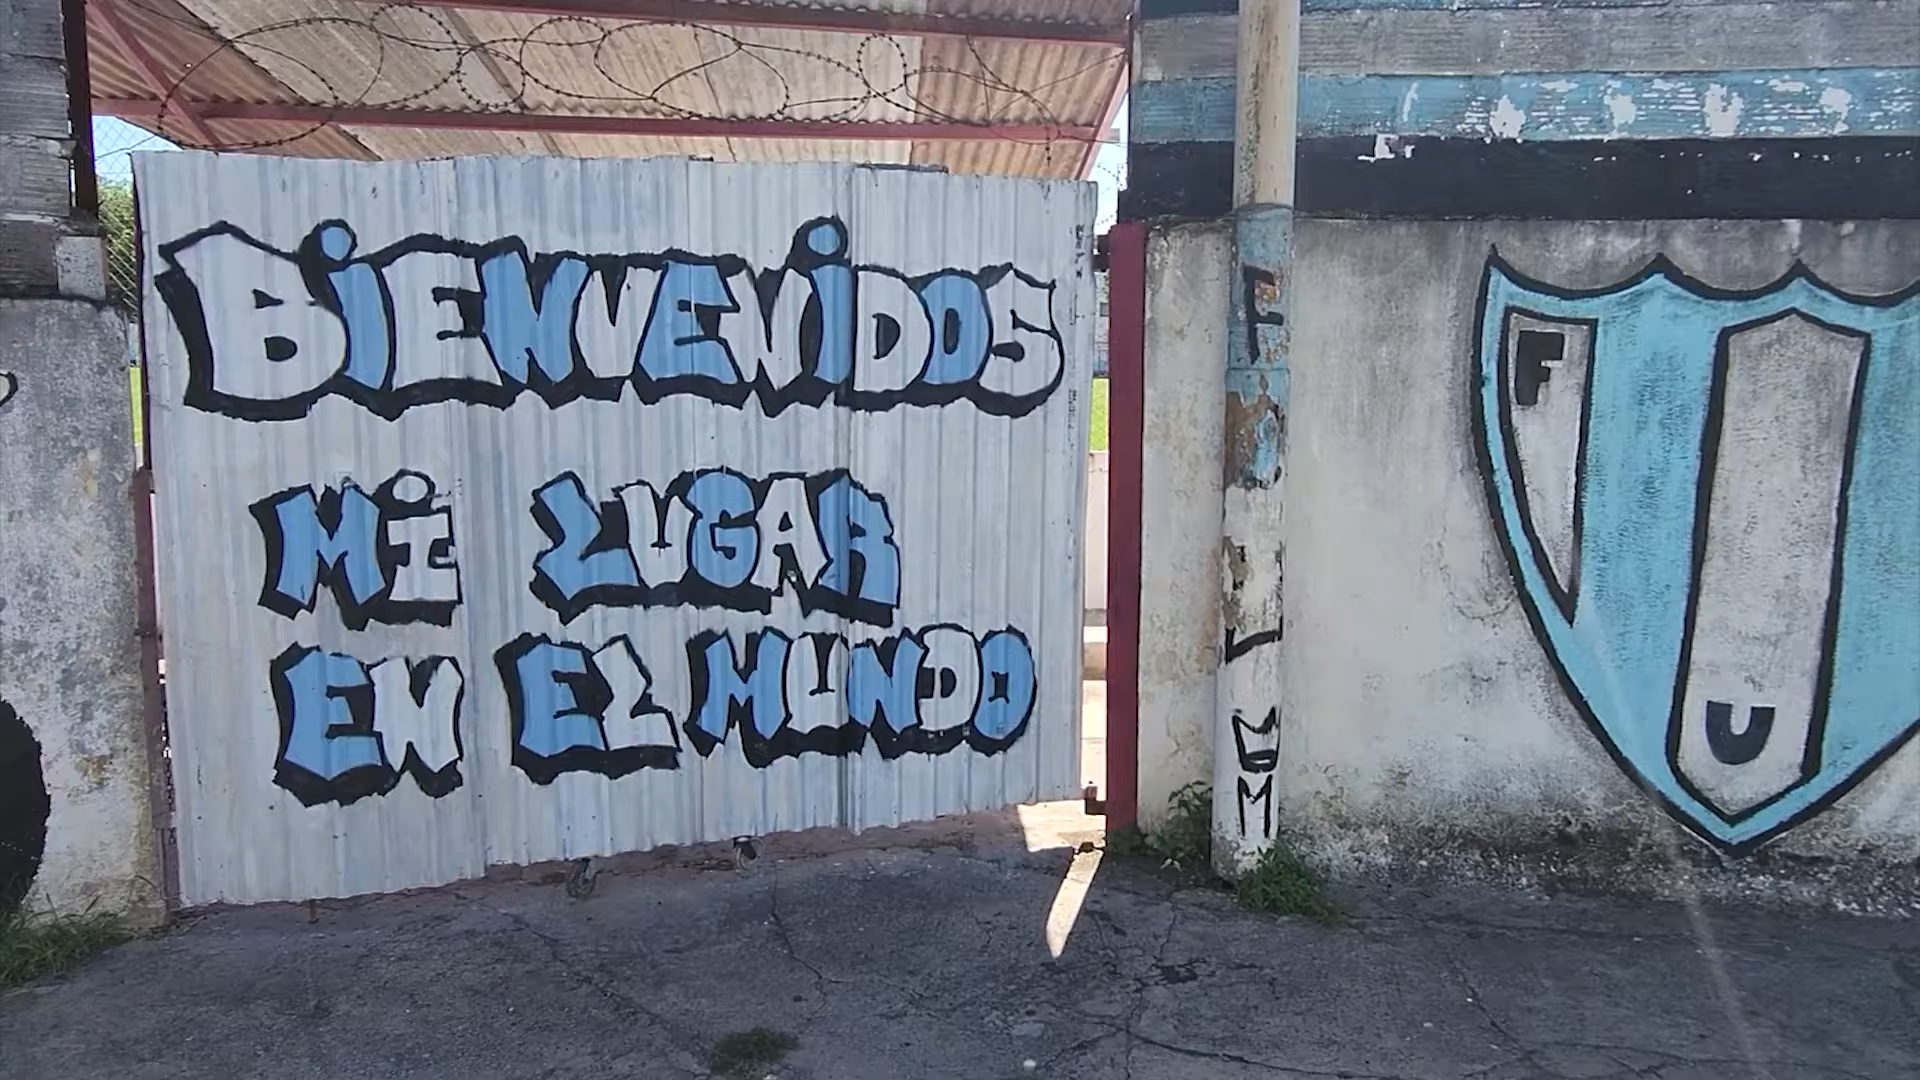 BiENVENiDOS
Mi LUGAR
EN EL MUNDO
F
U